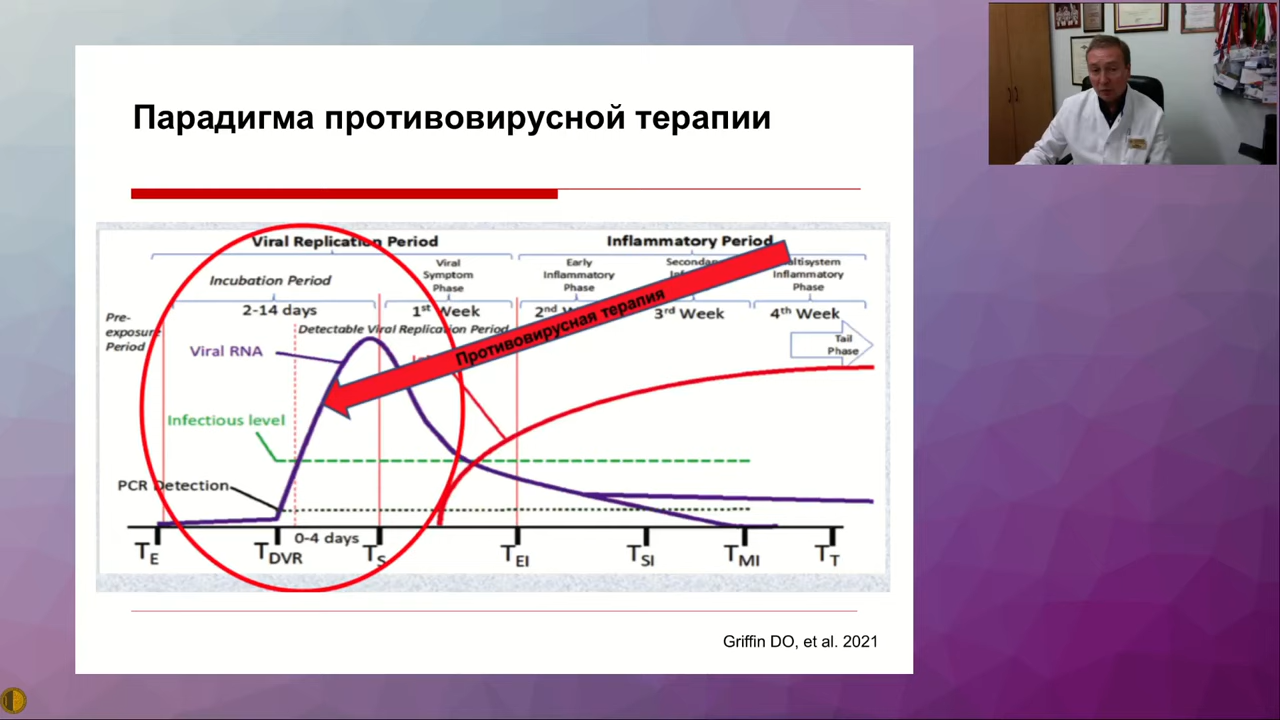 Парадигма противовирусной терапии
Viral Replication Period
Inflammatory Period
Incubation Period
Viral
Symptom
Phase
Early
Inflammatory
Phase
Inflammatory
Phase
2-14 days
1st Week
2nd
3rd Week
4th Week
Pre-
exposure
Period
Detectable Viral Replication Period
Противовирусная терапия
Tail
Phase
Viral RNA
Infectious level
PCR Detection
0-4 days
TE
TDVR
TS
TEI
TSI
TMI
TT
Griffin DO, et al. 2021